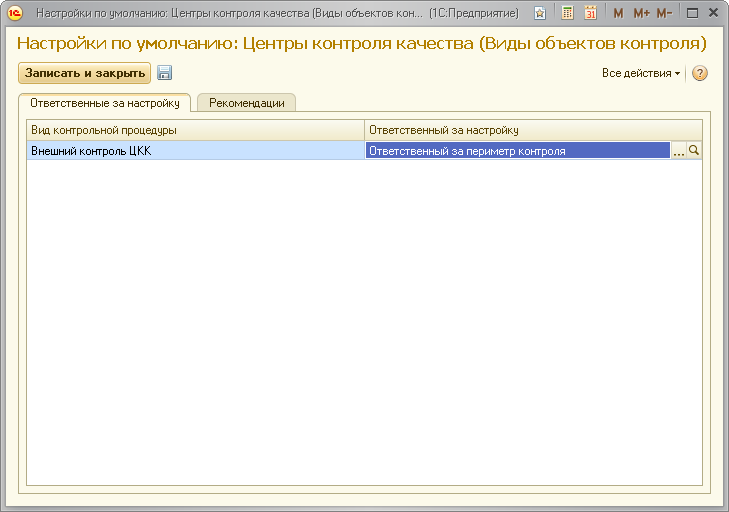 Настройки по умолчанию: Центры контроля качества (Виды объектов кон... (1С:Предприятие) 31 M M+ M-
Настройки по умолчанию: Центры контроля качества (Виды объектов контроля)
Записать и закрыть Все действия ?
Ответственные за настройку Рекомендации
Вид контрольной процедуры Ответственный за настройку
Внешний контроль ЦКК Ответственный за периметр контроля ...